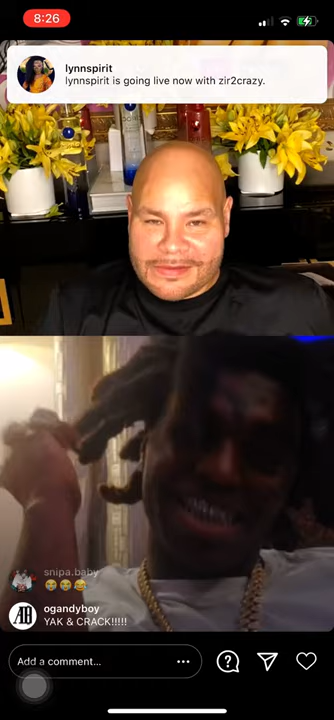 8:26
lynnspirit
lynnspirit is going live now with zir2crazy.
snipa.baby
😂😂😂
ogandyboy
YAK & CRACK!!!!!
Add a comment...